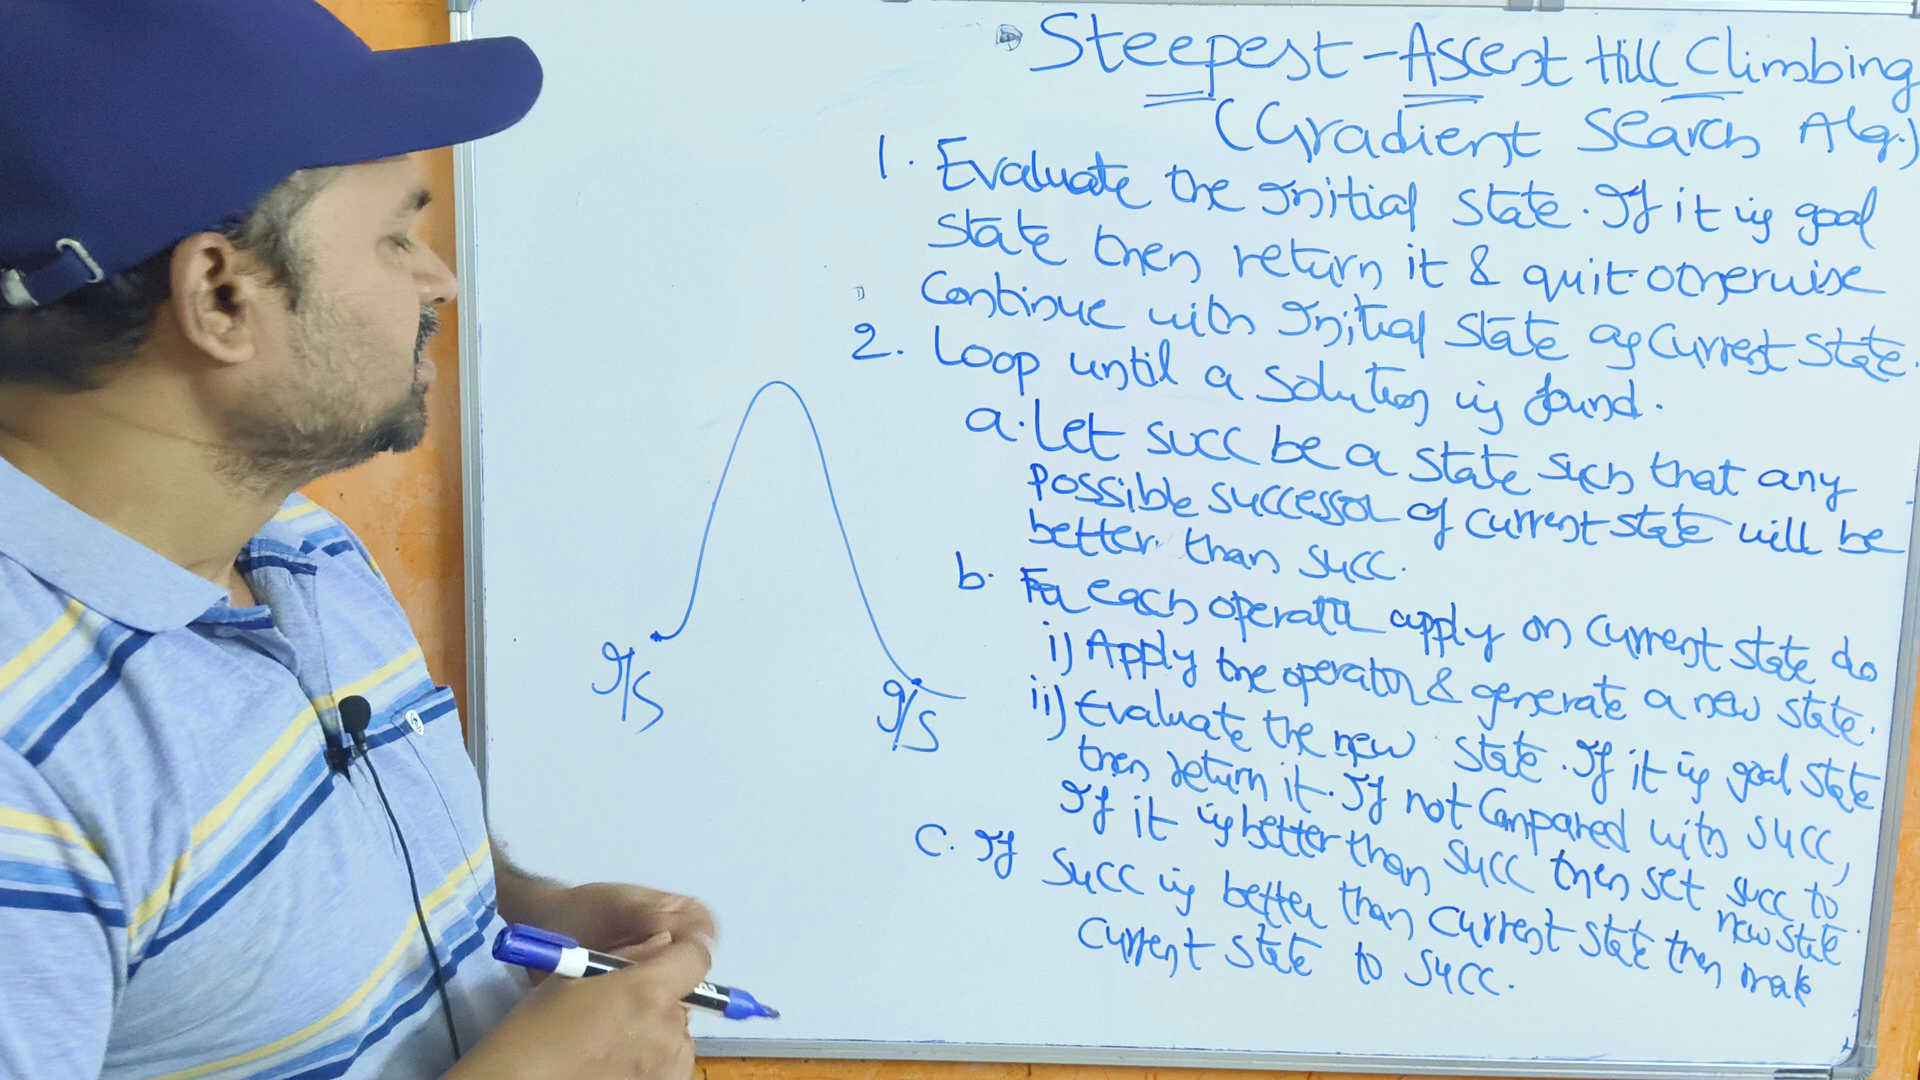 Steepest-Ascent Hill Climbing
(Gradient Search Alg.)
1. Evaluate the Initial State. If it is goal
state then return it & quit otherwise
Continue with Initial State as Current State.
2. Loop until a solution is found.
a. Let succ be a state such that any
possible successor of current state will be
better than succ.
b. For each operator apply on current state do
i) Apply the operator & generate a new state.
ii) Evaluate the new state. If it is goal state
then return it. If not Compared with succ,
If it is better than succ then set succ to
new state.
C. If succ is better than current state then make
current state to succ.
I/S
g/S